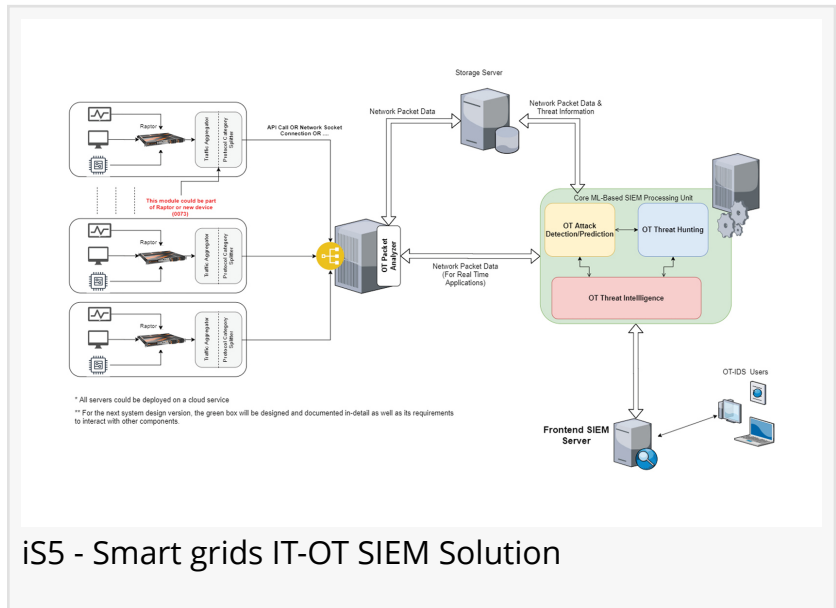 Storage Server
Network Packet Data
Network Packet Data &
Threat Information
Raptor
Traffic Aggregator
Protocol Category
Splitter
API Call OR Network Socket
Connection OR ....
This module could be part
of Raptor or new device
(0973)
Raptor
Traffic Aggregator
Protocol Category
Splitter
OT Packet
Analyzer
Network Packet Data
(For Real Time
Applications)
Core ML-Based SIEM Processing Unit
OT Attack
Detection/Prediction
OT Threat Hunting
OT Threat Intellligence
Raptor
Traffic Aggregator
Protocol Category
Splitter
OT-IDS Users
* All servers could be deployed on a cloud service
** For the next system design version, the green box will be designed and documented in-detail as well as its requirements
to interact with other components.
Frontend SIEM
Server
iS5 - Smart grids IT-OT SIEM Solution